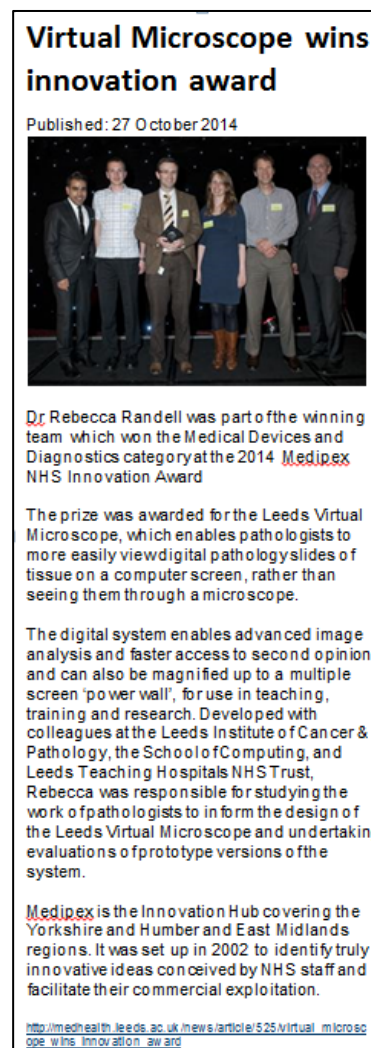 Virtual Microscope wins
innovation award
Published: 27 October 2014
Dr Rebecca Randell was part of the winning
team which won the Medical Devices and
Diagnostics category at the 2014 Medipex
NHS Innovation Award
The prize was awarded for the Leeds Virtual
Microscope, which enables pathologists to
more easily view digital pathology slides of
tissue on a computer screen, rather than
seeing them through a microscope.
The digital system enables advanced image
analysis and faster access to second opinion
and can also be magnified up to a multiple
screen ‘power wall’, for use in teaching,
training and research. Developed with
colleagues at the Leeds Institute of Cancer &
Pathology, the School of Computing, and
Leeds Teaching Hospitals NHS Trust,
Rebecca was responsible for studying the
work of pathologists to inform the design of
the Leeds Virtual Microscope and undertakin
evaluations of prototype versions of the
system.
Medipex is the Innovation Hub covering the
Yorkshire and Humber and East Midlands
regions. It was set up in 2002 to identify truly
innovative ideas conceived by NHS staff and
facilitate their commercial exploitation.
http://medhealth.leeds.ac.uk/news/article/525/virtual_microsc
ope_wins_innovation_award